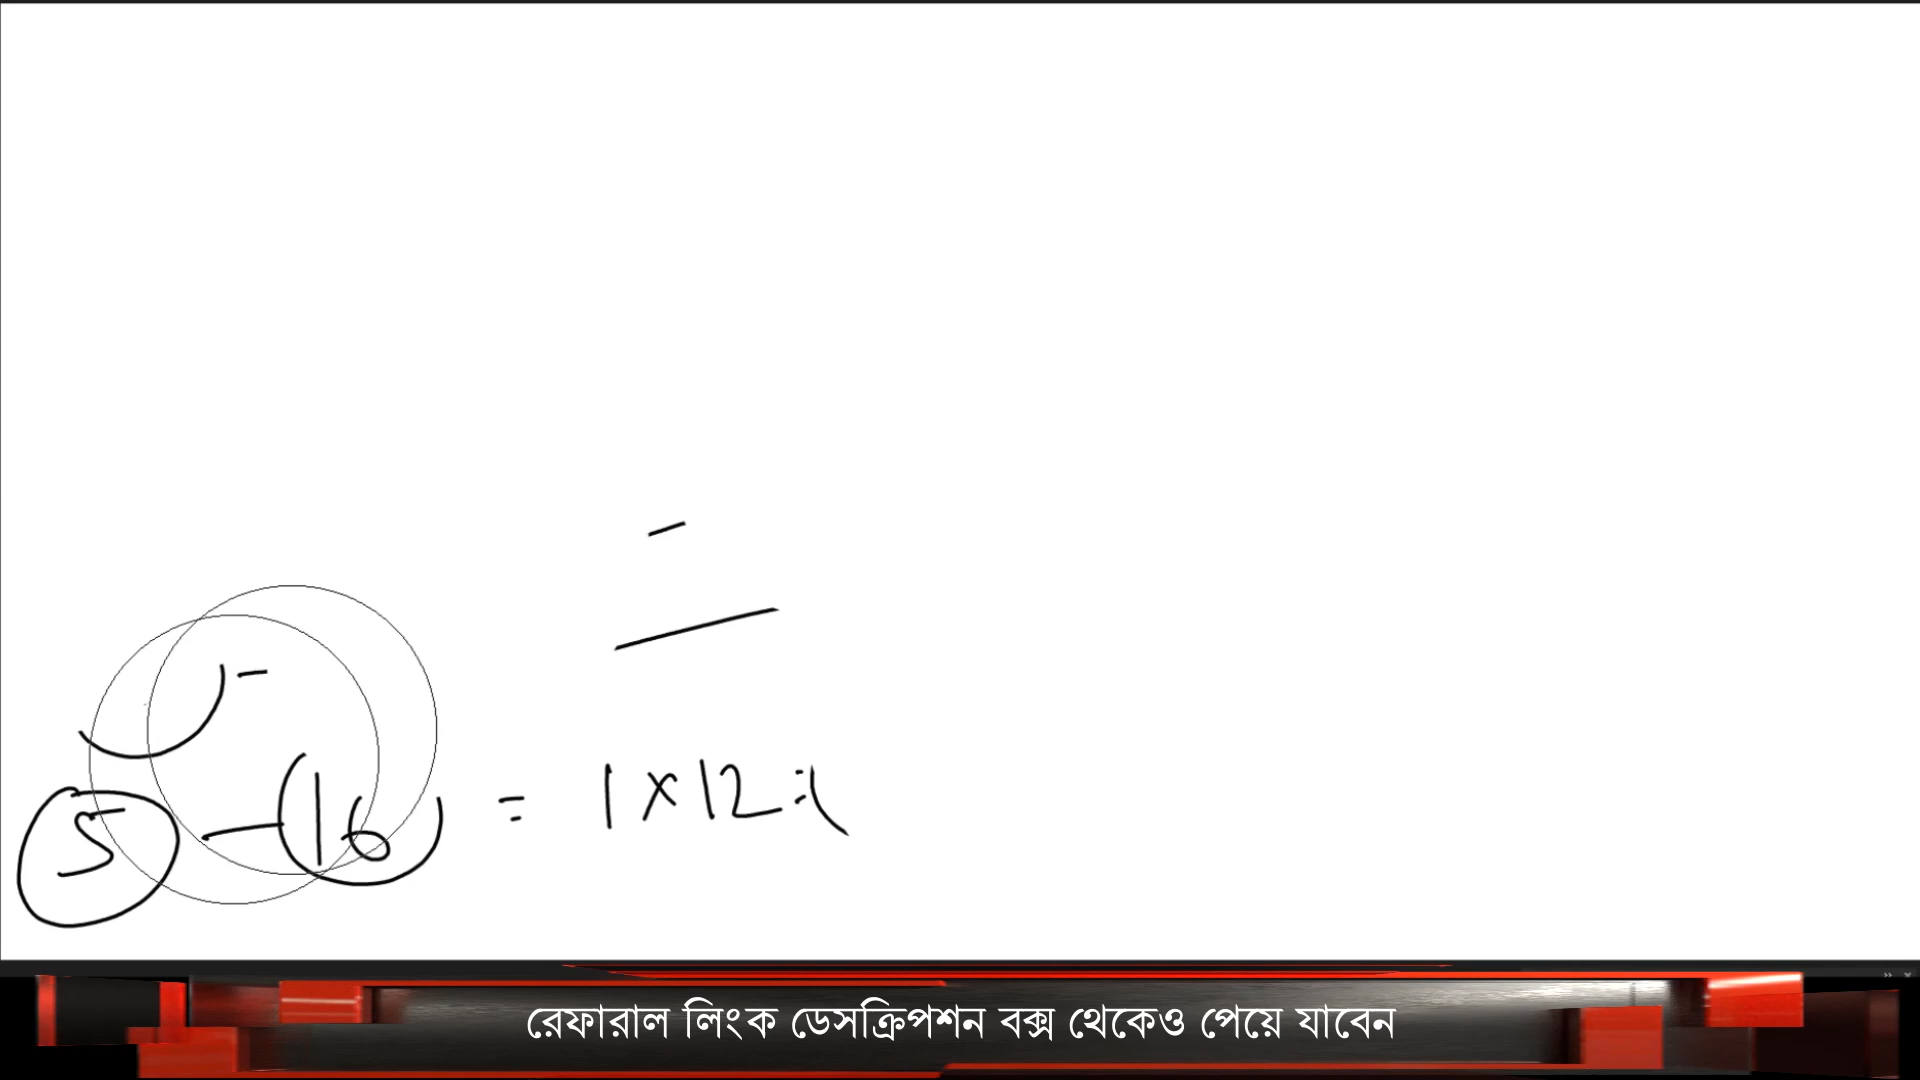 5 — (16) = 1 x 12 = (
রেফারাল লিংক ডেসক্রিপশন বক্স থেকেও পেয়ে যাবেন